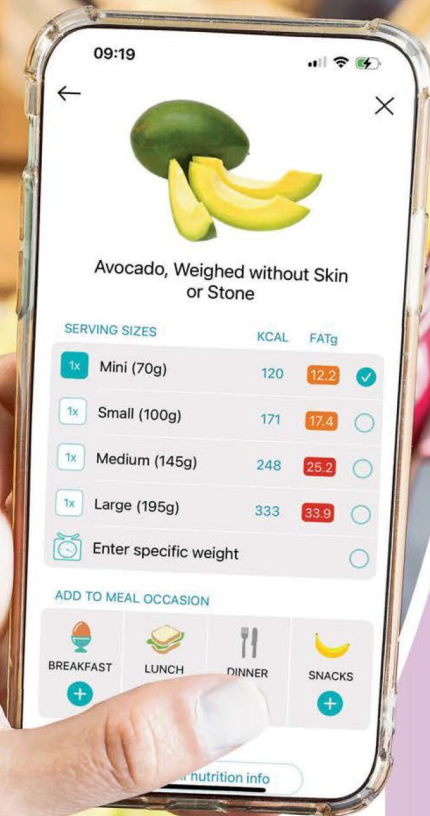 09:19
Avocado, Weighed without Skin
or Stone
SERVING SIZES KCAL FATg
1x Mini (70g) 120 12.2
1x Small (100g) 171 17.4
1x Medium (145g) 248 25.2
1x Large (195g) 333 33.9
Enter specific weight
ADD TO MEAL OCCASION
BREAKFAST LUNCH DINNER SNACKS
nutrition info